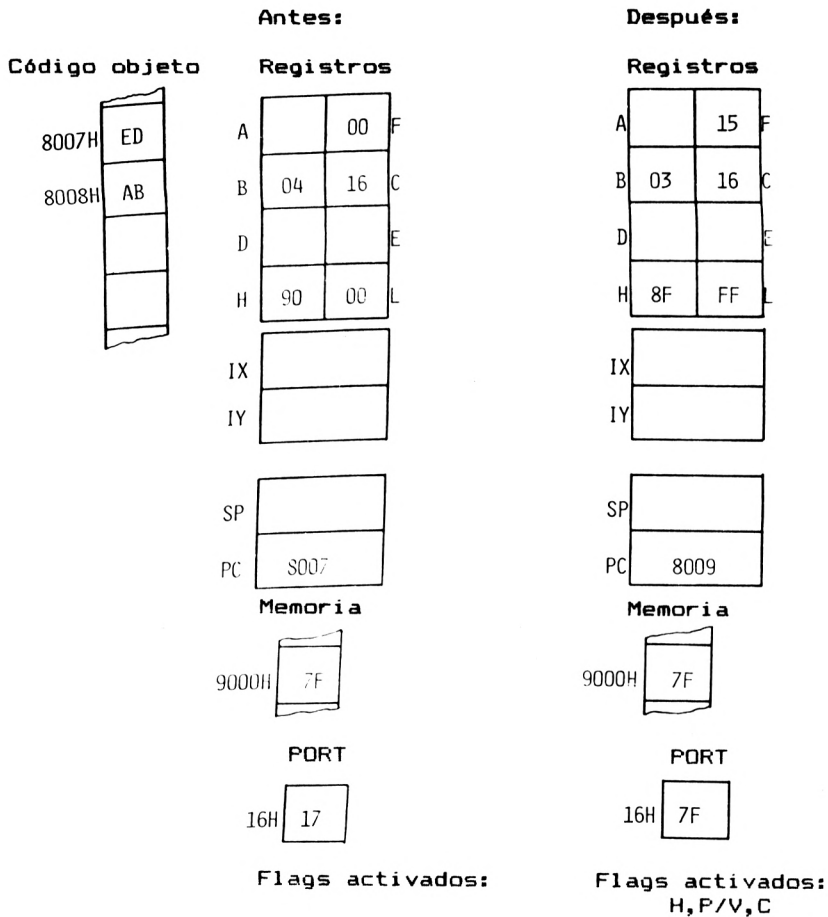 Antes: Después:
Código objeto Registros Registros
8007H ED A 00 F A 15 F
8008H AB B 04 16 C B 03 16 C
D E D E
H 90 00 L H 8F FF L
IX IX
IY IY
SP SP
PC 8007 PC 8009
Memoria Memoria
9000H 7F 9000H 7F
PORT PORT
16H 17 16H 7F
Flags activados: Flags activados:
H,P/V,C